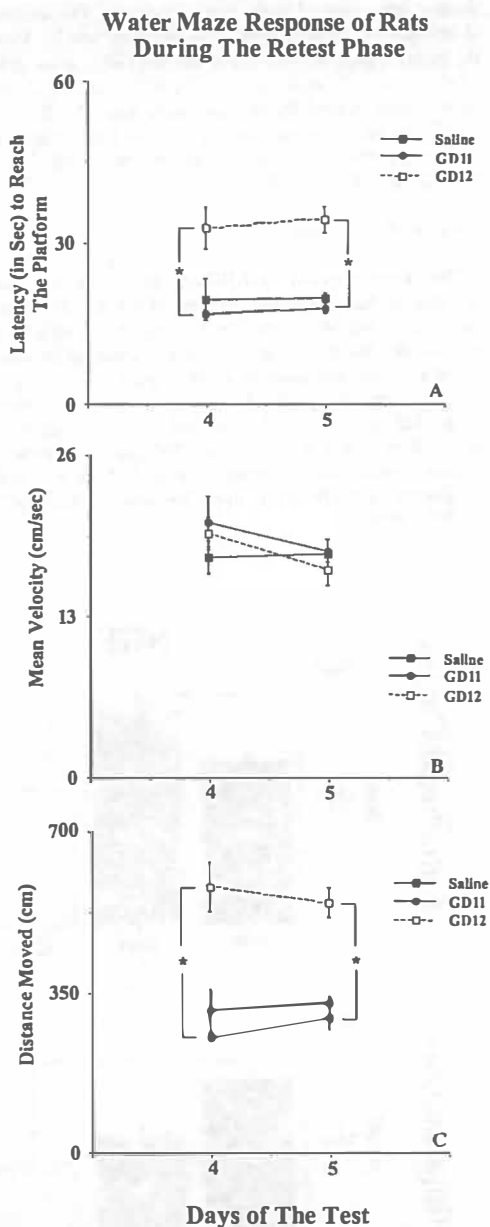 Water Maze Response of Rats
During The Retest Phase
60
30
0
Latency (in Sec) to Reach
The Platform
Saline
GD11
GD12
*
*
A
4
5
26
13
0
Mean Velocity (cm/sec)
Saline
GD11
GD12
B
4
5
700
350
0
Distance Moved (cm)
Saline
GD11
GD12
*
*
C
4
5
Days of The Test